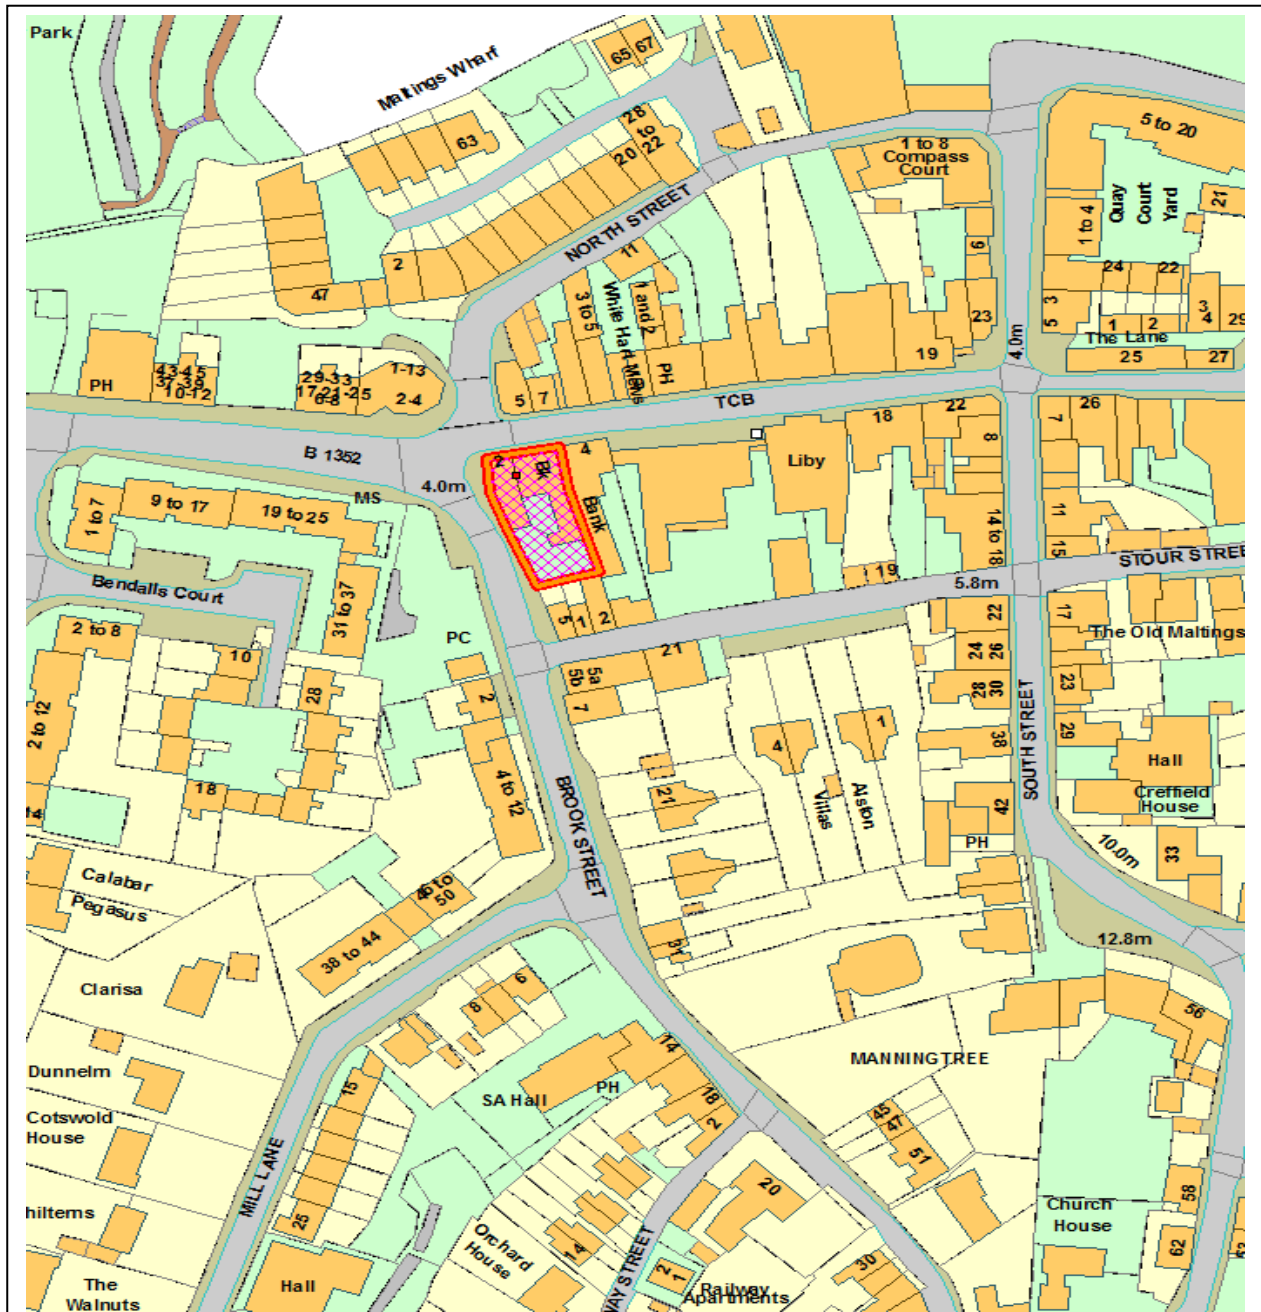 Park
Maltings Wharf
65
67
63
28
to
20
22
NORTH STREET
1 to 8
Compass
Court
5 to 20
Quay
Court
Yard
21
1 to 4
9
24
22
3
5
1
2
3
4
29
The Lane
25
27
2
47
11
3 to 5
White Hart Mews
1 and 2
PH
19
23
4.0m
PH
43-45
37-39
10-12
29-33
17-21-25
6-8
1-13
2-4
5
7
TCB
B 1352
4.0m
2
Bk
4
Bank
Liby
18
22
8
7
26
MS
1 to 7
9 to 17
19 to 25
31 to 37
Bendalls Court
14 to 18
11
15
STOUR STREE
5.8m
19
5
1
2
2 to 8
10
28
PC
2
5b
5a
7
21
22
24
26
28
30
17
The Old Maltings
23
29
2 to 12
18
14
4 to 12
BROOK STREET
21
4
Villas
1
Alston
38
SOUTH STREET
42
PH
Hall
Creffield
House
10.0m
33
Calabar
Pegasus
46 to
50
38 to 44
31
12.8m
Clarisa
8
6
56
Dunnelm
Cotswold
House
15
SA Hall
PH
14
18
2
MANNINGTREE
45
47
51
MILL LANE
hilterns
25
Orchard
House
14
20
WAY STREET
2
1
Railway
Apartments
30
Church
House
58
62
The
Walnuts
Hall